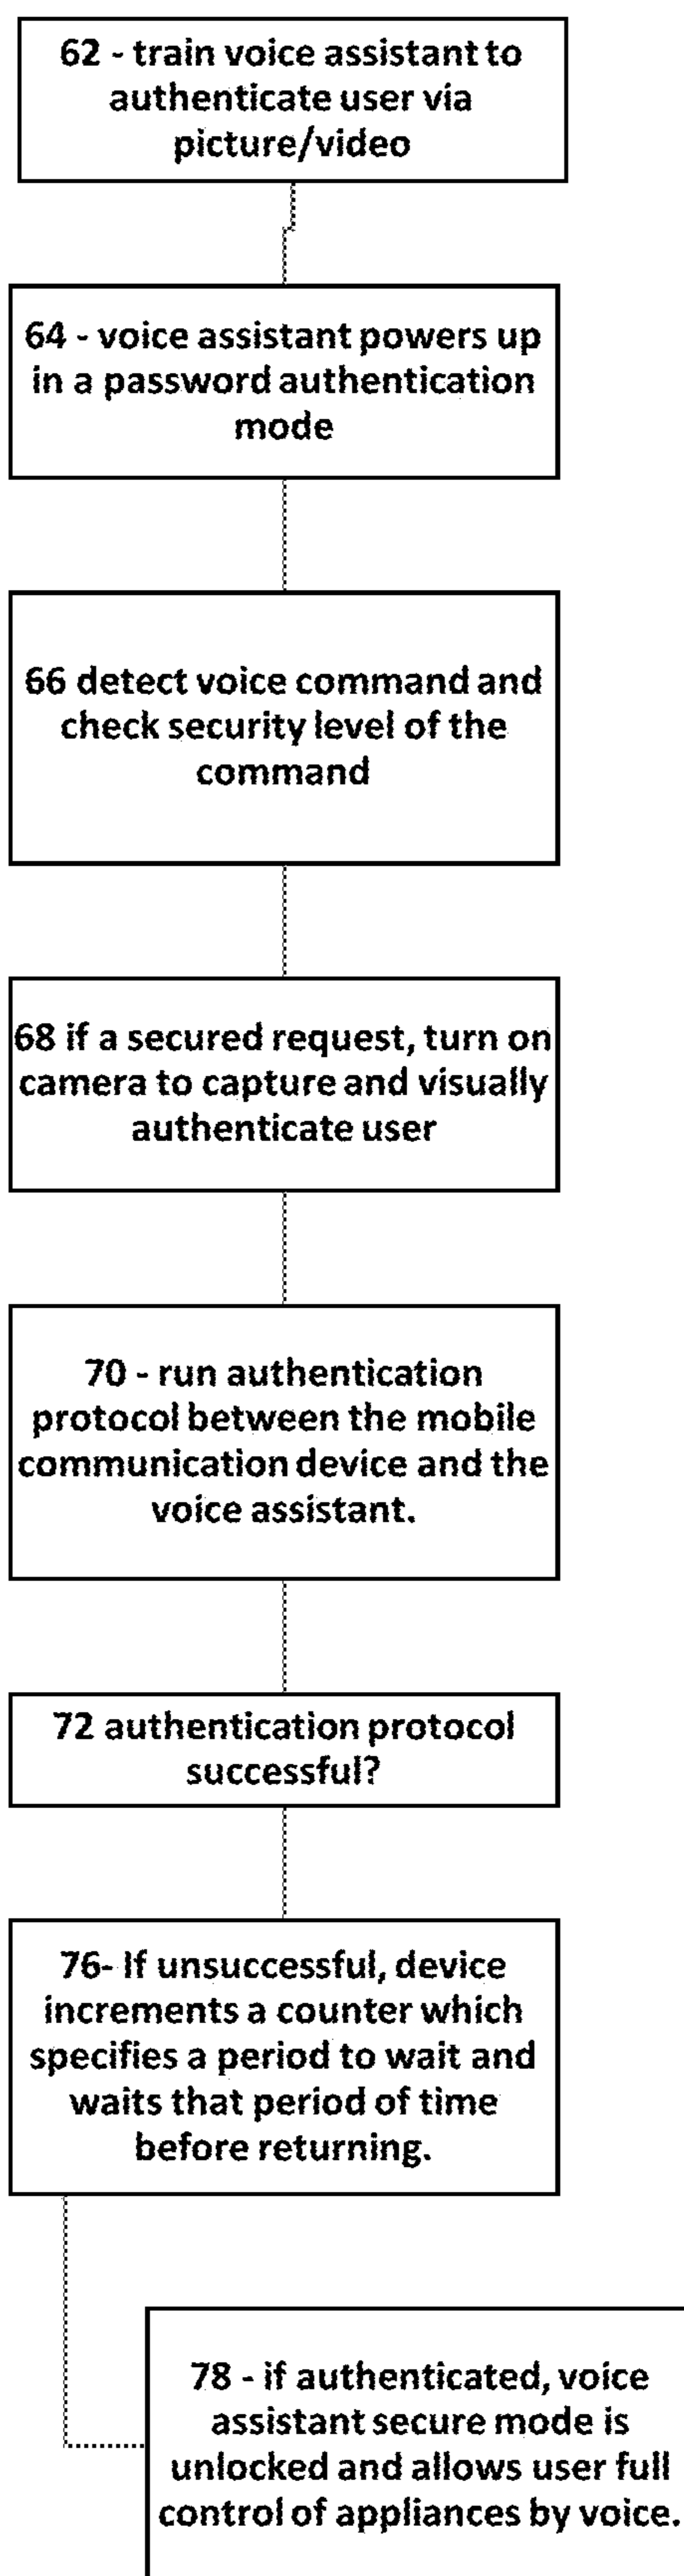 62 - train voice assistant to
authenticate user via
picture/video
64 - voice assistant powers up
in a password authentication
mode
66 detect voice command and
check security level of the
command
68 if a secured request, turn on
camera to capture and visually
authenticate user
70 - run authentication
protocol between the mobile
communication device and the
voice assistant.
72 authentication protocol
successful?
76- If unsuccessful, device
increments a counter which
specifies a period to wait and
waits that period of time
before returning.
78 - if authenticated, voice
assistant secure mode is
unlocked and allows user full
control of appliances by voice.